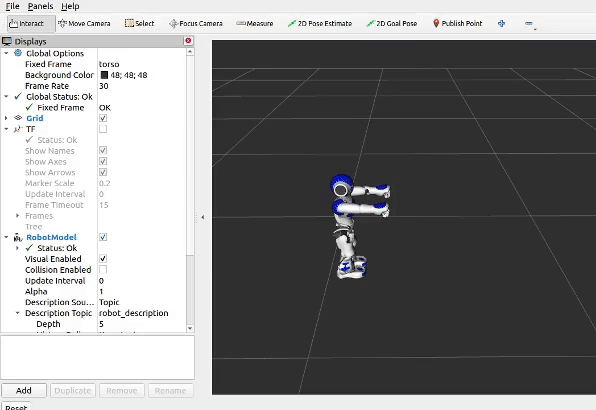 File Panels Help
Interact Move Camera Select Focus Camera Measure 2D Pose Estimate 2D Goal Pose Publish Point
Displays
Global Options
Fixed Frame torso
Background Color 48; 48; 48
Frame Rate 30
Global Status: Ok
Fixed Frame OK
Grid
TF
Status: Ok
Show Names
Show Axes
Show Arrows
Marker Scale 0.2
Update Interval 0
Frame Timeout 15
Frames
Tree
RobotModel
Status: Ok
Visual Enabled
Collision Enabled
Update Interval 0
Alpha 1
Description Sou... Topic
Description Topic robot_description
Depth 5
Add Duplicate Remove Rename
Reset